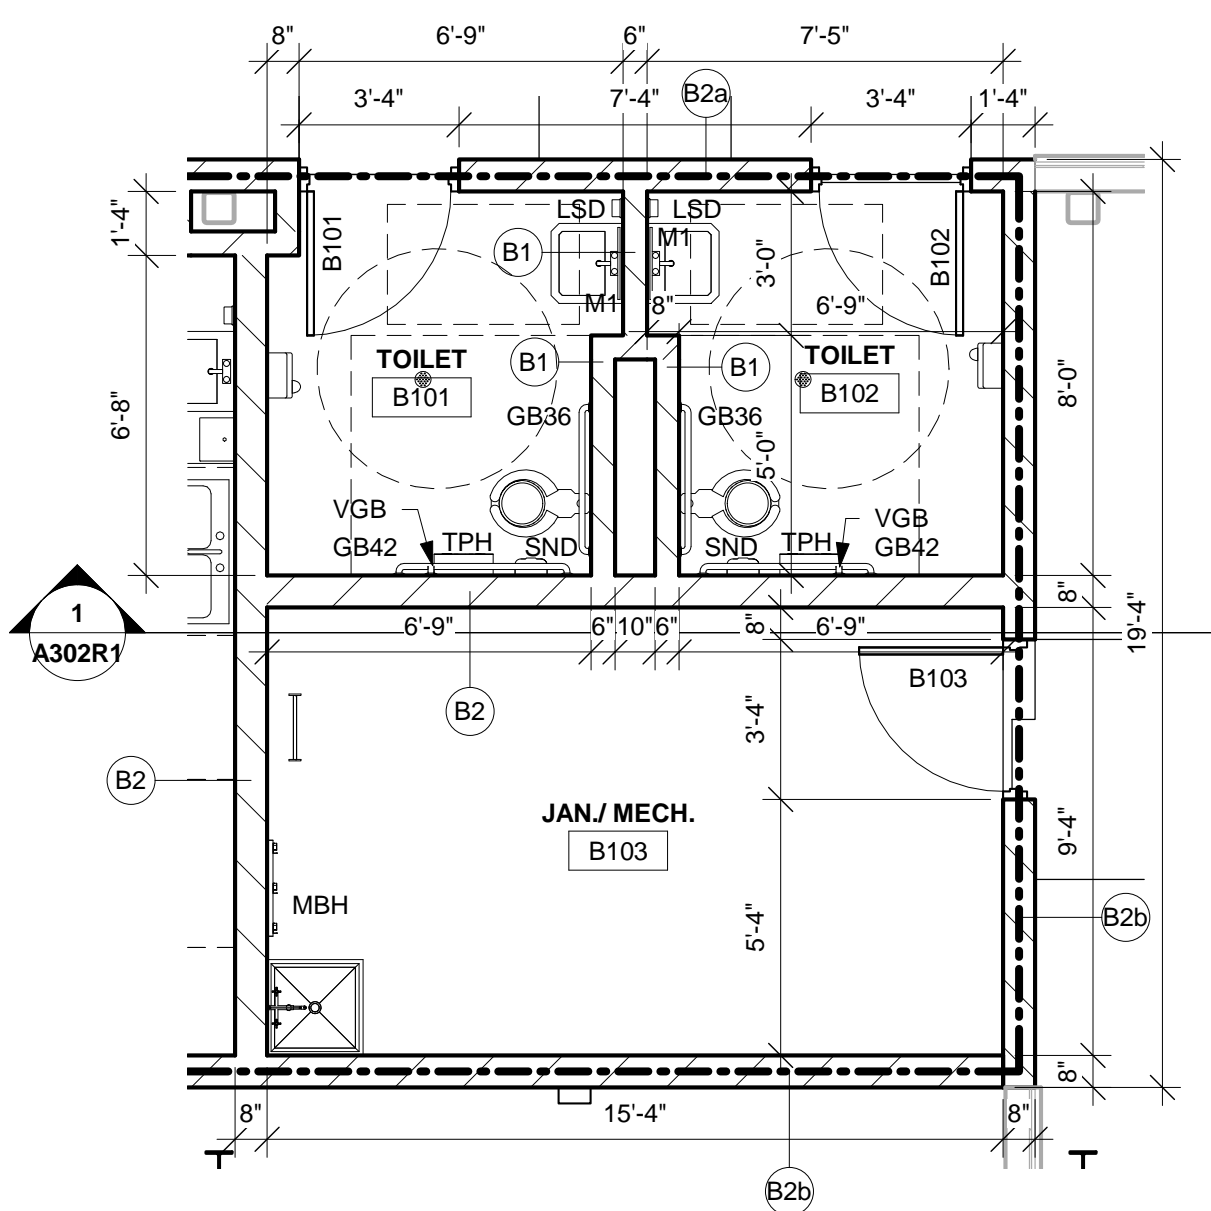 8" 6'-9" 6" 7'-5"
3'-4" 7'-4" B2a 3'-4" 1'-4"
LSD LSD
1'-4" B101 B1 M1 3'-0" B102
M1 8" 6'-9"
TOILET B1 B1 TOILET
B101 B102 8'-0"
6'-8" GB36 GB36 5'-0"
VGB VGB
GB42 TPH SND SND TPH GB42
8"
1 6'-9" 6" 10" 6" 8" 6'-9" 19'-4"
A302R1
B103
B2 3'-4"
B2
JAN./ MECH. 9'-4"
B103
MBH 5'-4" B2b
8"
8" 15'-4" 8"
B2b